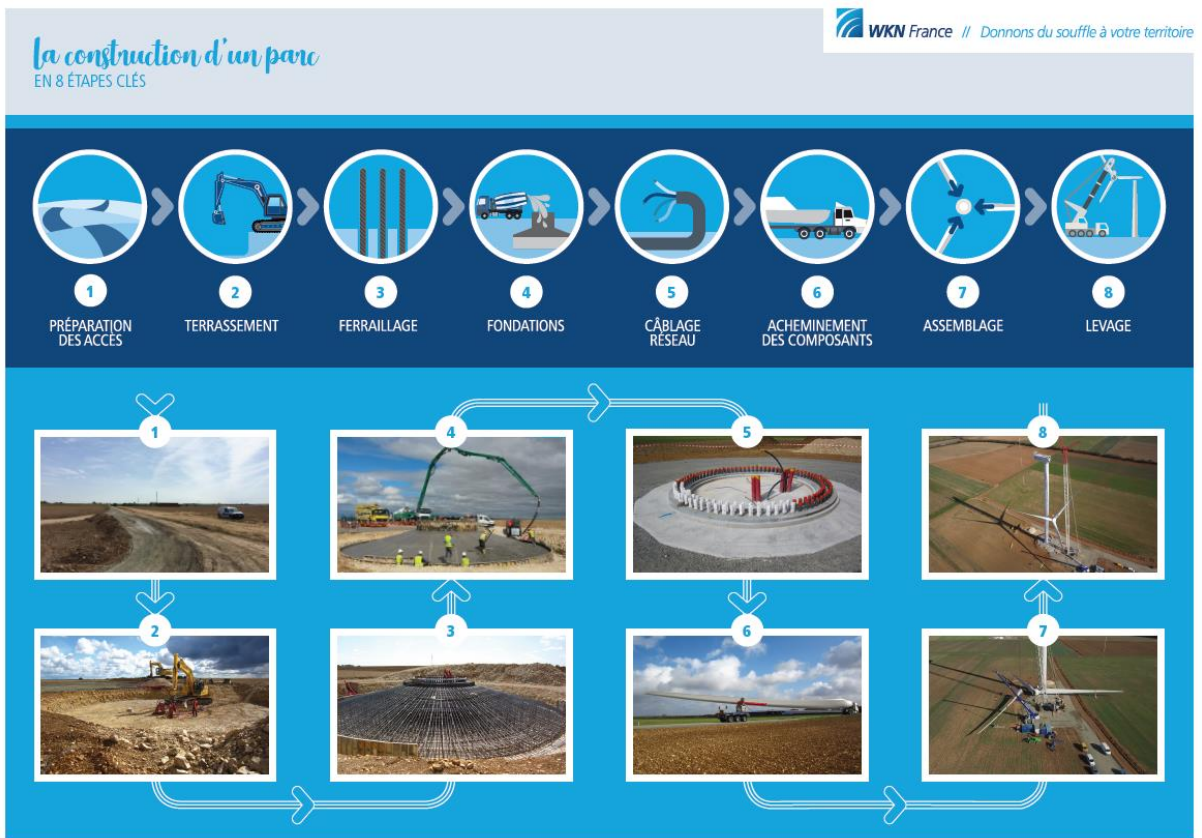 WKN France // Donnons du souffle à votre territoire
la construction d'un parc
EN 8 ÉTAPES CLÉS
1
PRÉPARATION
DES ACCÈS
2
TERRASSEMENT
3
FERRAILLAGE
4
FONDATIONS
5
CÂBLAGE
RÉSEAU
6
ACHEMINEMENT
DES COMPOSANTS
7
ASSEMBLAGE
8
LEVAGE
1
4
5
8
2
3
6
7